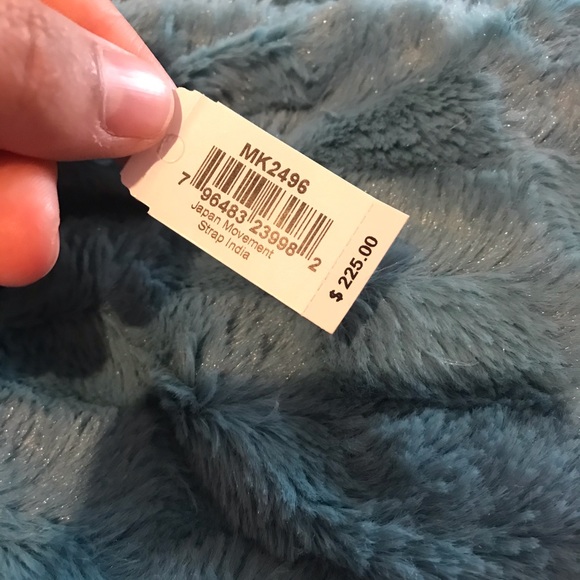 MK2496
7 96483 23998 2
Japan Movement
Strap India
$ 225.00